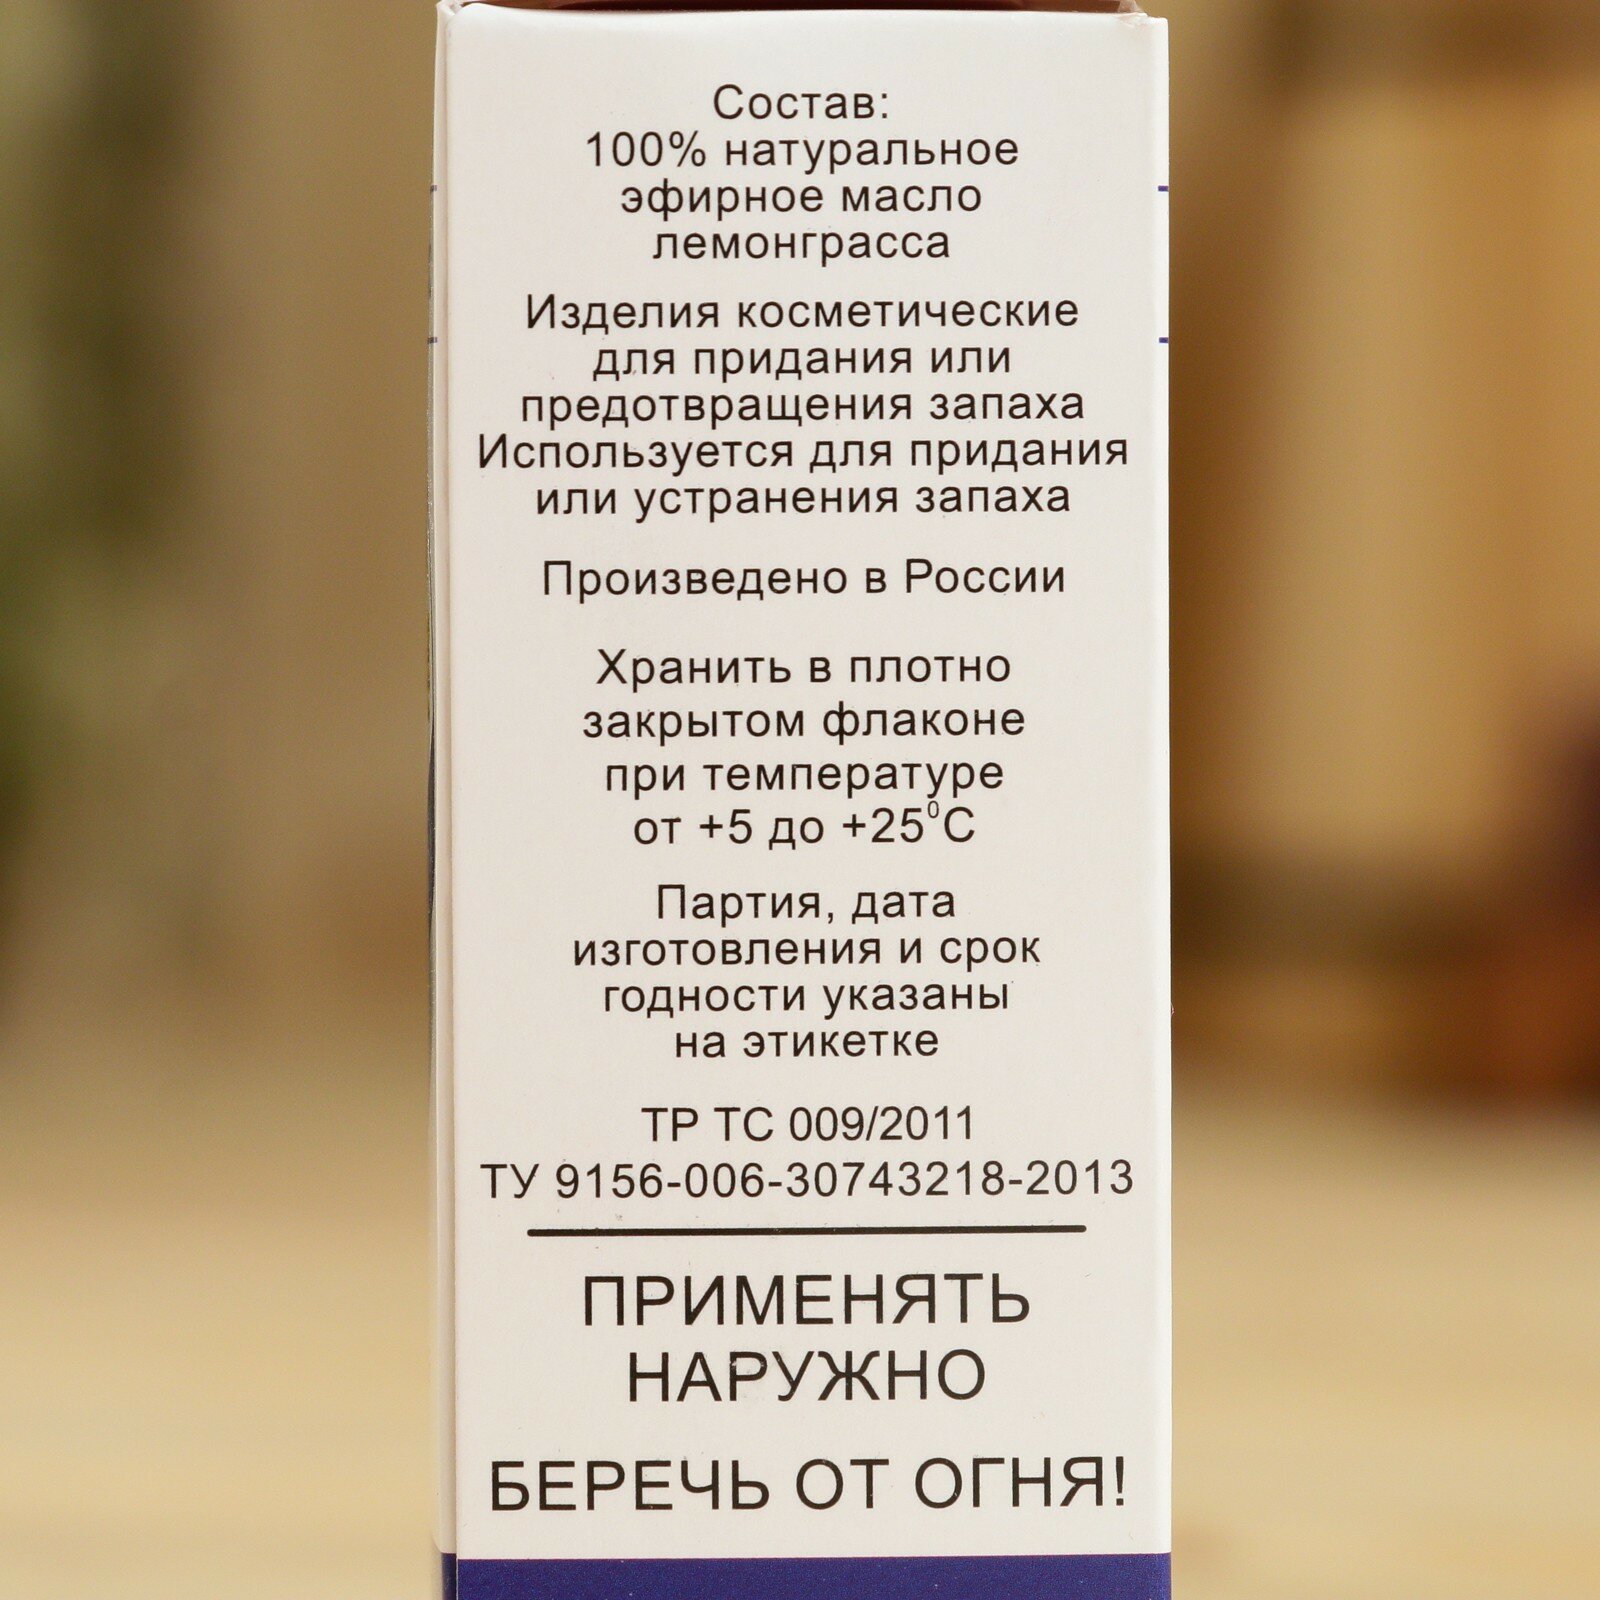 Состав:
100% натуральное
эфирное масло
лемонграсса
Изделия косметические
для придания или
предотвращения запаха
Используется для придания
или устранения запаха
Произведено в России
Хранить в плотно
закрытом флаконе
при температуре
от +5 до +25⁰С
Партия, дата
изготовления и срок
годности указаны
на этикетке
ТР ТС 009/2011
ТУ 9156-006-30743218-2013
ПРИМЕНЯТЬ
НАРУЖНО
БЕРЕЧЬ ОТ ОГНЯ!